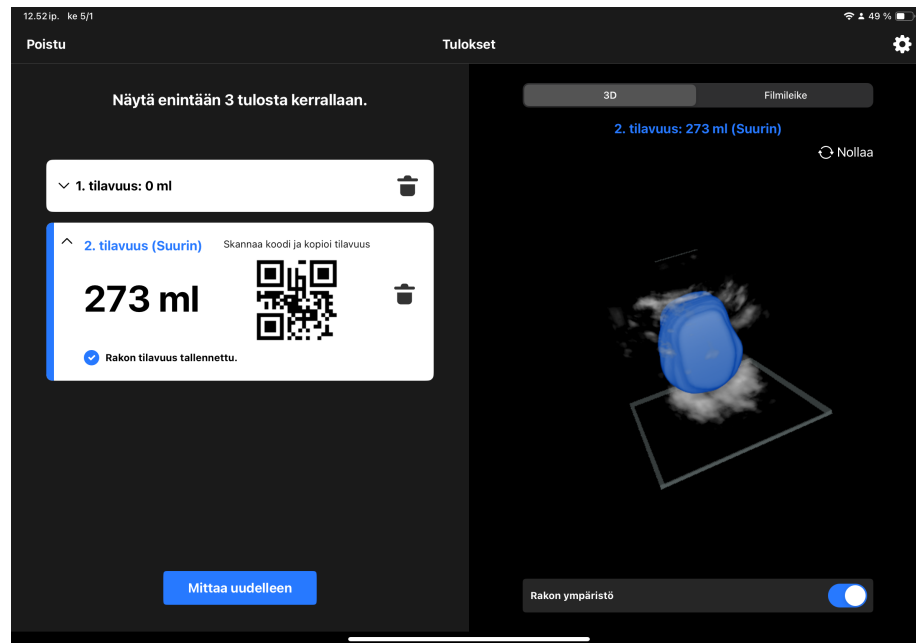 12.52 ip. ke 5/1
49 %
Poistu
Tulokset
Näytä enintään 3 tulosta kerrallaan.
1. tilavuus: 0 ml
2. tilavuus (Suurin)
Skannaa koodi ja kopioi tilavuus
273 ml
Rakon tilavuus tallennettu.
Mittaa uudelleen
3D
Filmileike
2. tilavuus: 273 ml (Suurin)
Nollaa
Rakon ympäristö